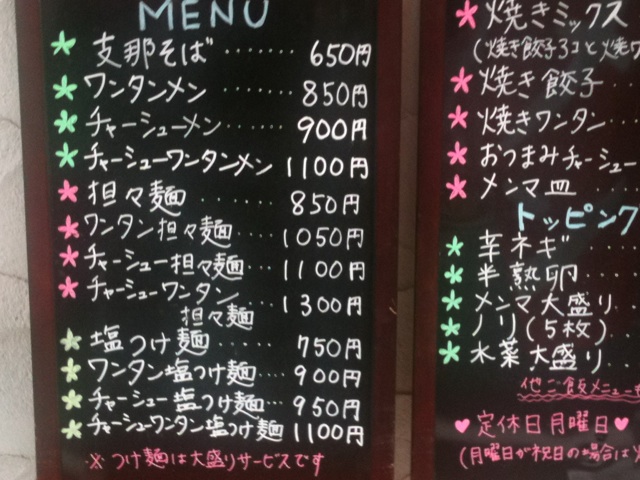 MENU
支那そば……… 650円
ワンタンメン…… 850円
チャーシューメン…… 900円
チャーシューワンタンメン 1100円
担々麺…… 850円
ワンタン担々麺…… 1050円
チャーシュー担々麺… 1100円
チャーシューワンタン
担々麺…1300円
塩つけ麺…… 750円
ワンタン塩つけ麺… 900円
チャーシュー塩つけ麺… 950円
チャーシューワンタン塩つけ麺 1100円
※つけ麺は大盛りサービスです
焼きミックス
(焼き餃子3コと焼ワ
焼き餃子…
焼きワンタン…
おつまみチャーシュー
メンマ皿…
トッピング
辛ネギ…
半熟卵…
メンマ大盛り…
ノリ(5枚)…
水菜大盛り…
他ご飯メニュー
♥定休日月曜日♥
(月曜日が祝日の場合は